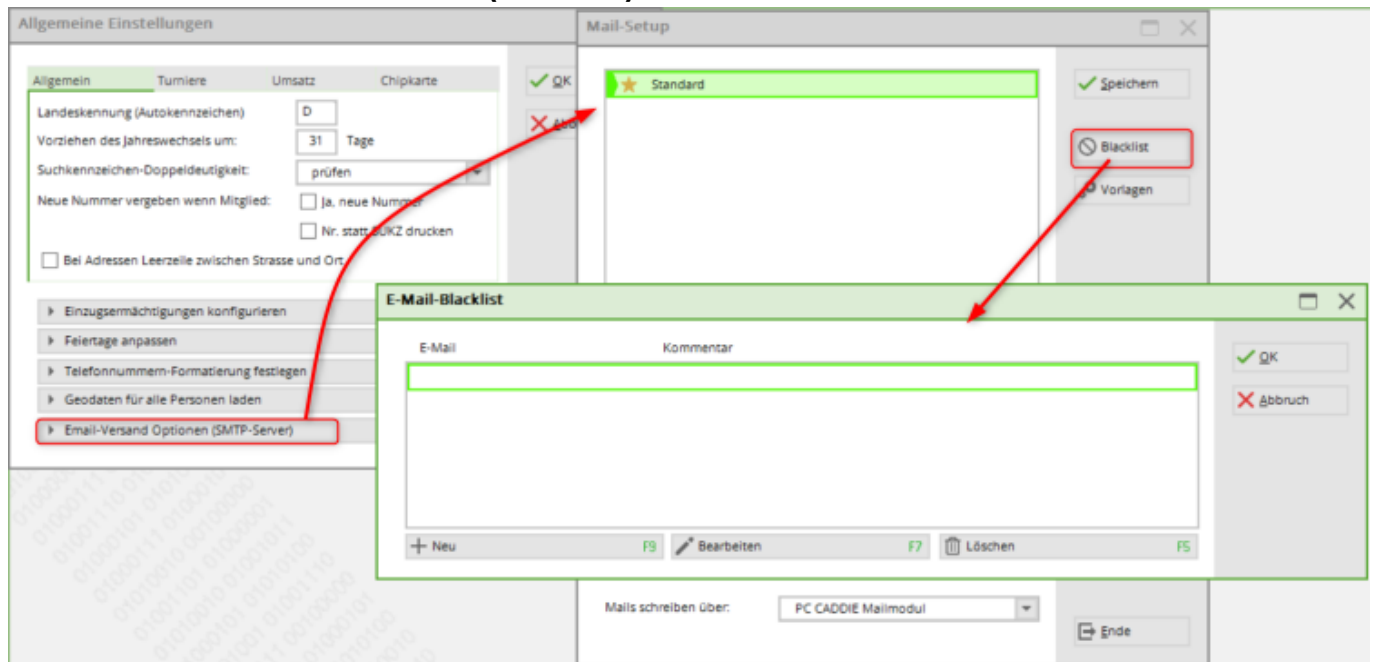 Allgemeine Einstellungen
Allgemein Turniere Umsatz Chipkarte
Landeskennung (Autokennzeichen) D
Vorziehen des Jahreswechsels um: 31 Tage
Suchkennzeichen-Doppeldeutigkeit: prüfen
Neue Nummer vergeben wenn Mitglied: Ja, neue Nummer
Nr. statt SUKZ drucken
Bei Adressen Leerzeile zwischen Strasse und Ort
OK
Einzugsermächtigungen konfigurieren
Feiertage anpassen
Telefonnummern-Formatierung festlegen
Geodaten für alle Personen laden
Email-Versand Optionen (SMTP-Server)
Mail-Setup
Standard
Speichern
Blacklist
Vorlagen
E-Mail-Blacklist
E-Mail Kommentar
OK
Abbruch
Neu F9 Bearbeiten F7 Löschen F5
Mails schreiben über: PC CADDIE Mailmodul
Ende